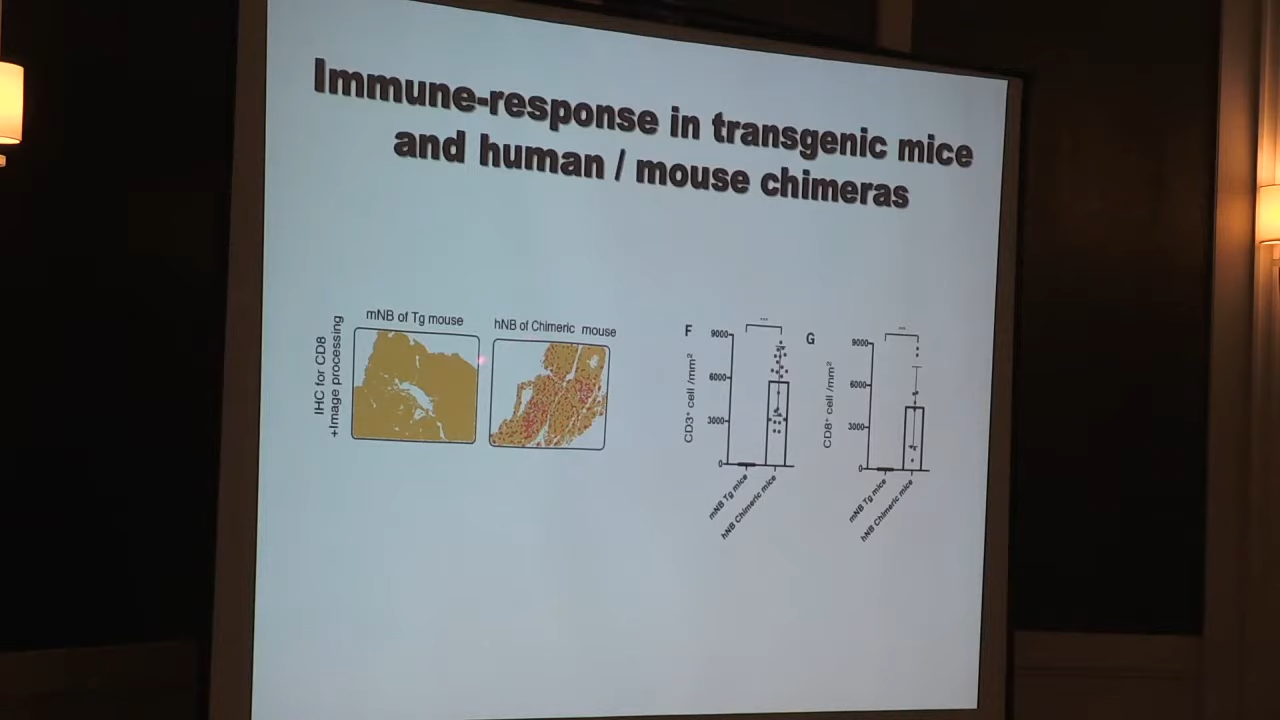 Immune-response in transgenic mice
and human / mouse chimeras
mNB of Tg mouse
hNB of Chimeric mouse
IHC for CD8
+Image processing
F
CD3⁺ cell /mm²
9000
6000
3000
0
***
mNB Tg mice
hNB Chimeric mice
G
CD8⁺ cell /mm²
9000
6000
3000
0
mNB Tg mice
hNB Chimeric mice